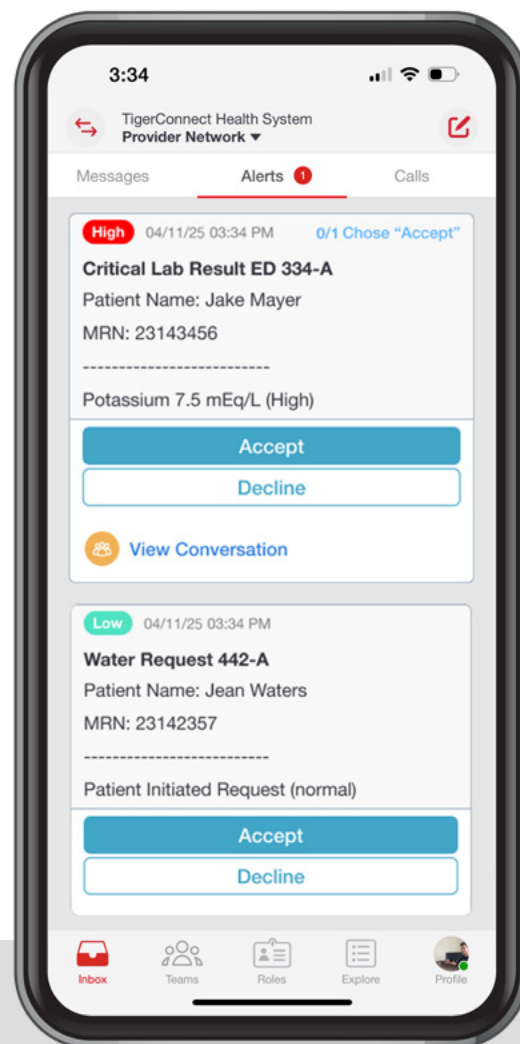 3:34
TigerConnect Health System
Provider Network ▼
Messages
Alerts 1
Calls
High 04/11/25 03:34 PM 0/1 Chose “Accept”
Critical Lab Result ED 334-A
Patient Name: Jake Mayer
MRN: 23143456
--------------------------
Potassium 7.5 mEq/L (High)
Accept
Decline
View Conversation
Low 04/11/25 03:34 PM
Water Request 442-A
Patient Name: Jean Waters
MRN: 23142357
--------------------------
Patient Initiated Request (normal)
Accept
Decline
Inbox
Teams
Roles
Explore
Profile